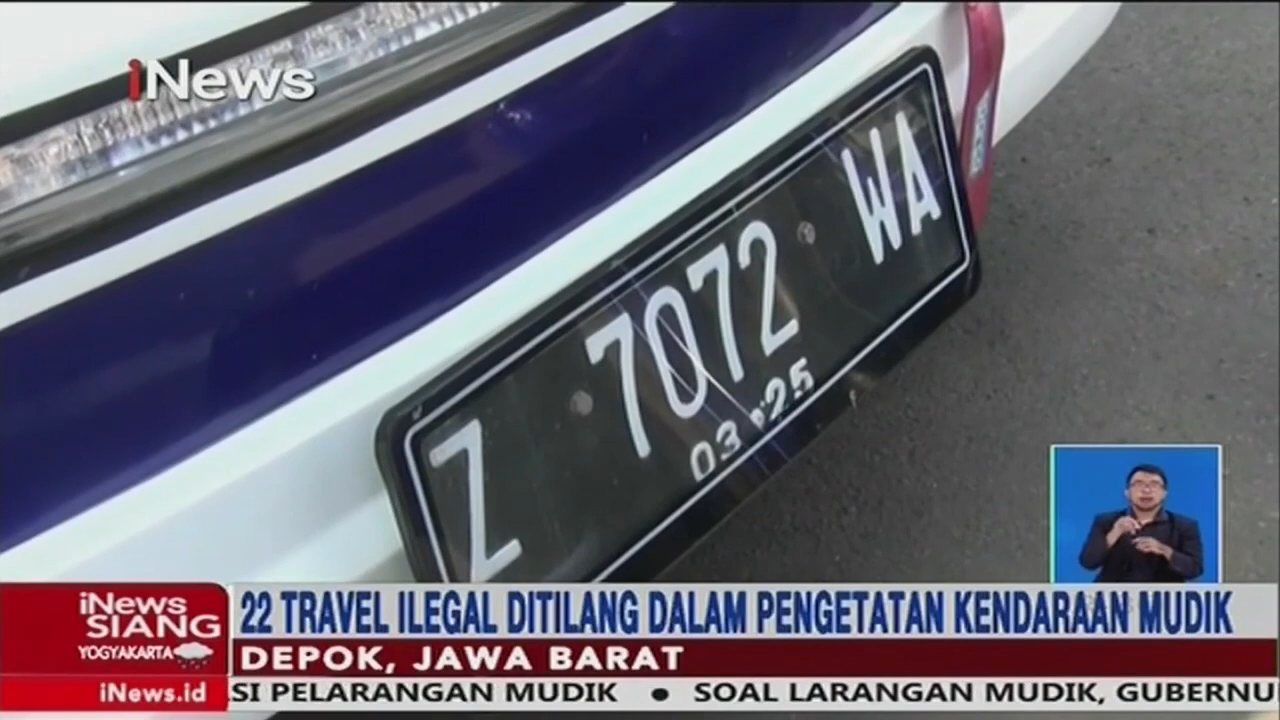 iNews
Z 7072 WA
03 25
iNews
SIANG
YOGYAKARTA
22 TRAVEL ILEGAL DITILANG DALAM PENGETATAN KENDARAAN MUDIK
DEPOK, JAWA BARAT
iNews.id
SI PELARANGAN MUDIK ● SOAL LARANGAN MUDIK, GUBERNU